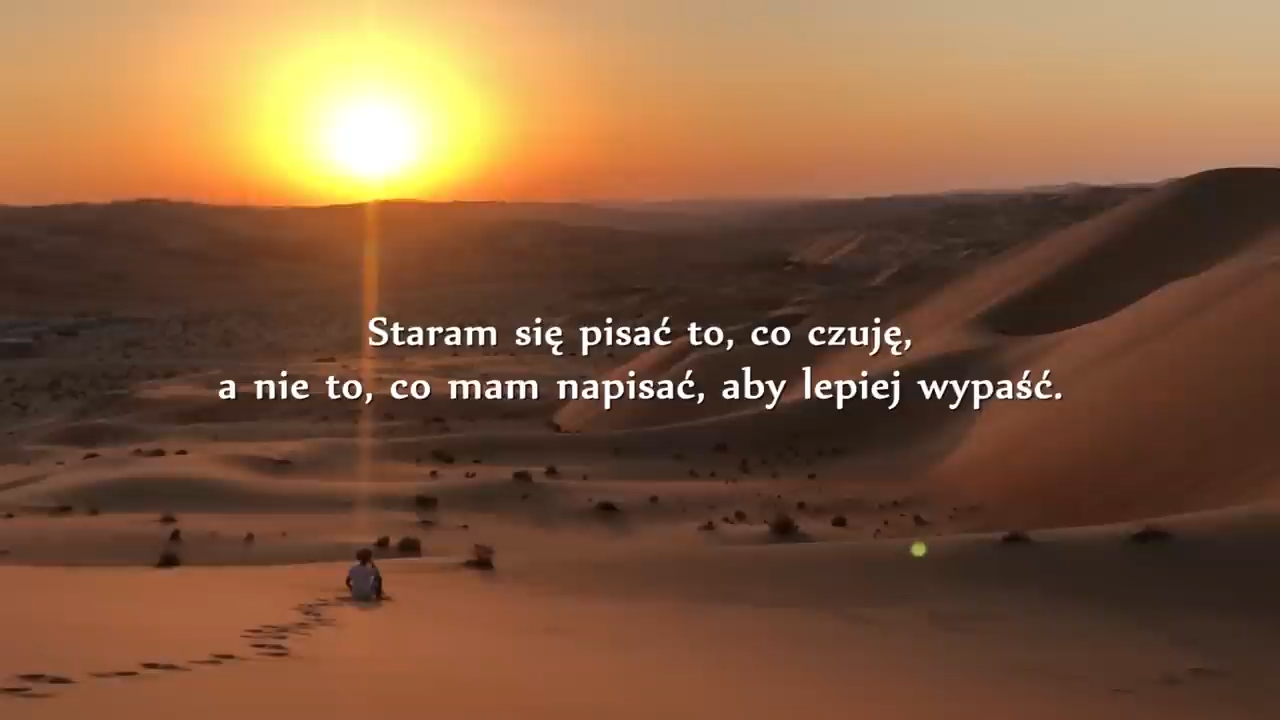 Staram się pisać to, co czuję,
a nie to, co mam napisać, aby lepiej wypaść.